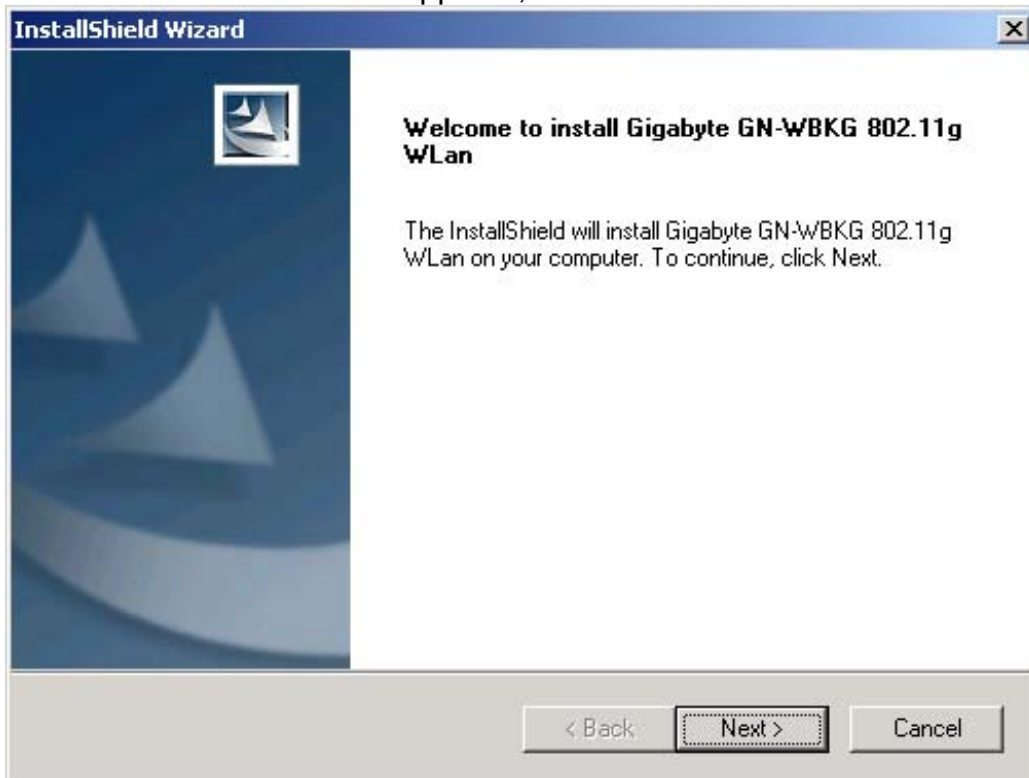 InstallShield Wizard
Welcome to install Gigabyte GN-WBKG 802.11g
WLan
The InstallShield will install Gigabyte GN-WBKG 802.11g
WLan on your computer. To continue, click Next.
< Back
Next >
Cancel